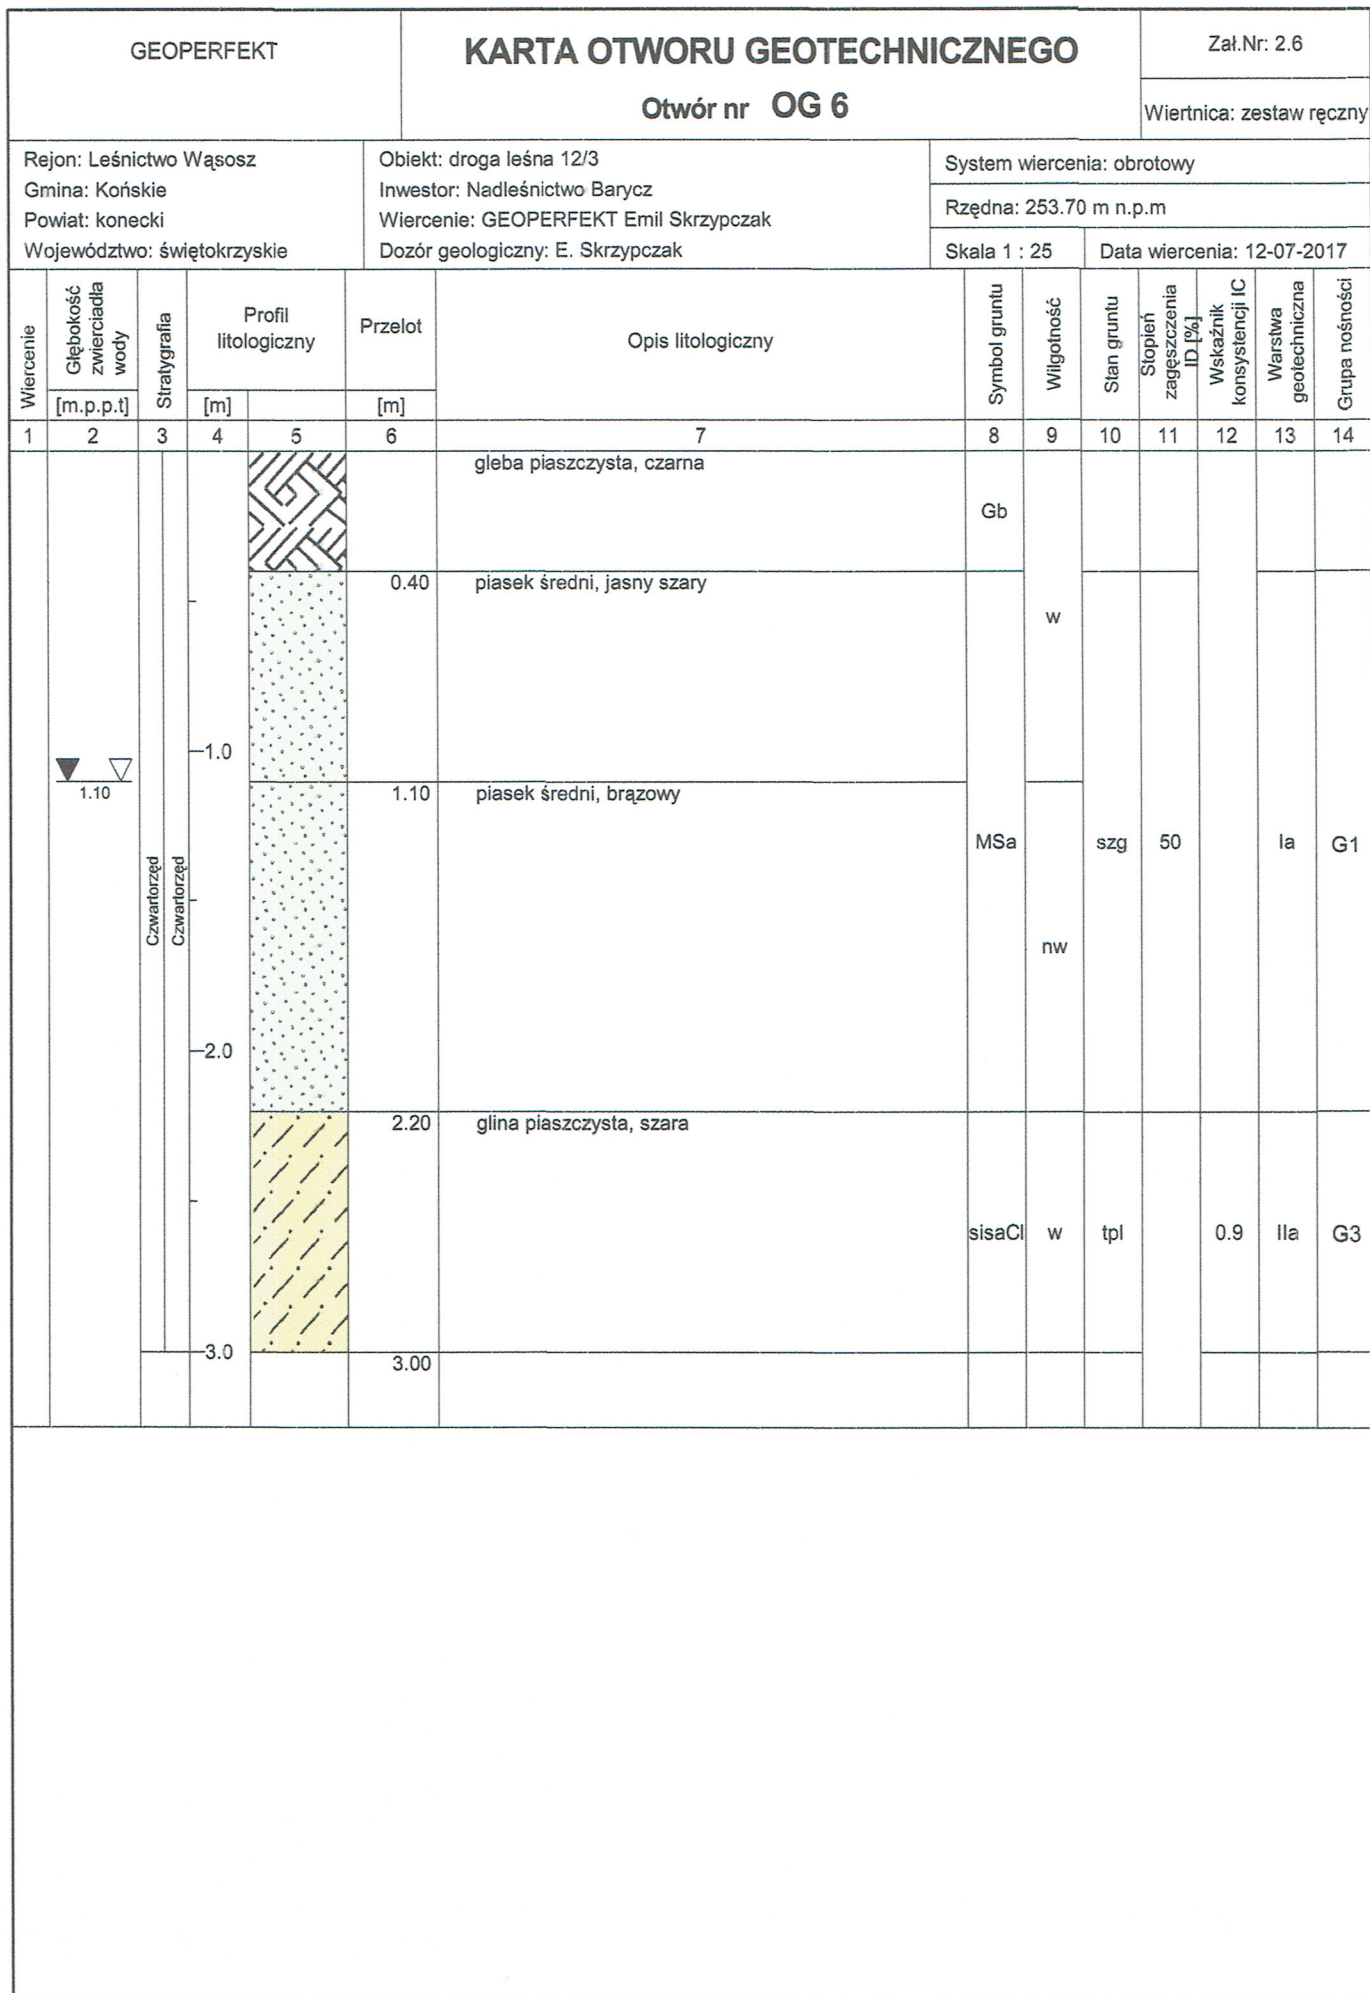 GEOPERFEKT
KARTA OTWORU GEOTECHNICZNEGO
Otwór nr OG 6
Zał.Nr: 2.6
Wiertnica: zestaw ręczny
Rejon: Leśnictwo Wąsosz
Gmina: Końskie
Powiat: konecki
Województwo: świętokrzyskie
Obiekt: droga leśna 12/3
Inwestor: Nadleśnictwo Barycz
Wiercenie: GEOPERFEKT Emil Skrzypczak
Dozór geologiczny: E. Skrzypczak
System wiercenia: obrotowy
Rzędna: 253.70 m n.p.m
Skala 1 : 25
Data wiercenia: 12-07-2017
Wiercenie
Głębokość
zwierciadła
wody
[m.p.p.t]
Stratygrafia
Profil
litologiczny
[m]
Przelot
[m]
Opis litologiczny
Symbol gruntu
Wilgotność
Stan gruntu
Stopień
zagęszczenia
ID [%]
Wskaźnik
konsystencji IC
Warstwa
geotechniczna
Grupa nośności
1 2 3 4 5 6 7 8 9 10 11 12 13 14
gleba piaszczysta, czarna
Gb
0.40 piasek średni, jasny szary
w
1.0
1.10
1.10 piasek średni, brązowy
MSa szg 50 Ia G1
Czwartorzęd
Czwartorzęd
nw
2.0
2.20 glina piaszczysta, szara
sisaCl w tpl 0.9 IIa G3
3.0
3.00